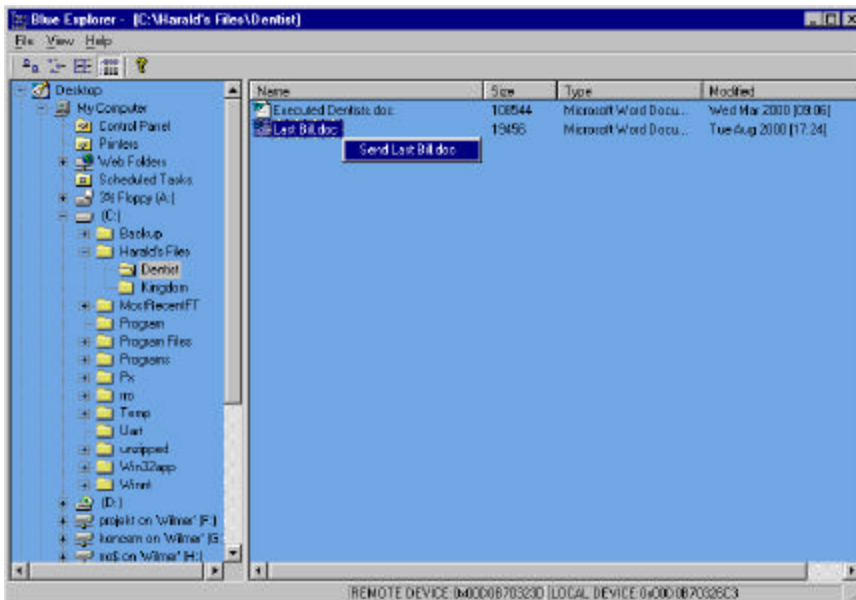 Blue Explorer - [C:\Harald's Files\Dentist]
File View Help
Desktop
My Computer
Control Panel
Printers
Web Folders
Scheduled Tasks
3½ Floppy (A:)
(C:)
Backup
Harald's Files
Dentist
Kingdom
MostRecentFT
Program
Program Files
Programs
Px
Temp
Uart
unzipped
Win32app
Winnt
(D:)
projekt on 'Wilmer' (F:)
koncern on 'Wilmer' (G:
on 'Wilmer' (H:)
Name Size Type Modified
Executed Dentists.doc 108544 Microsoft Word Docu... Wed Mar 2000 [09:06]
Last Bill.doc 19456 Microsoft Word Docu... Tue Aug 2000 [17:24]
Send Last Bill.doc
REMOTE DEVICE: LOCAL DEVICE: